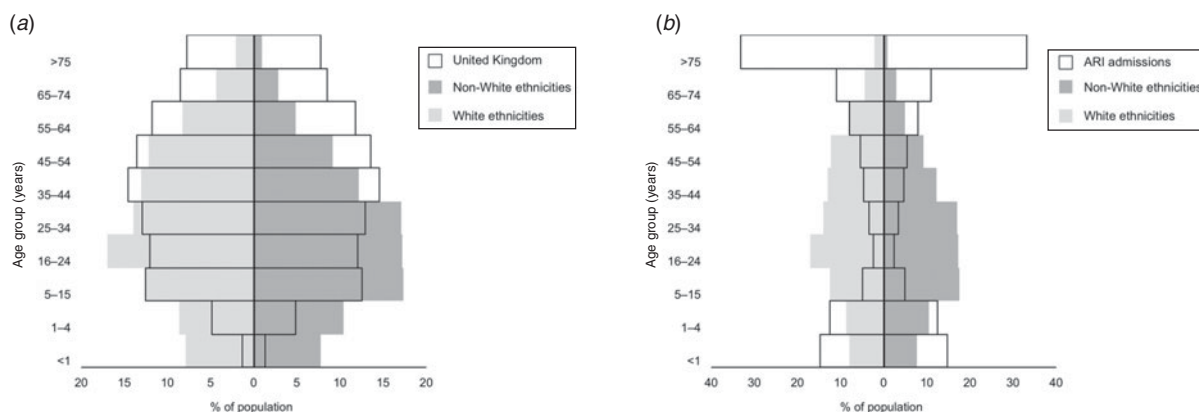 (a)
United Kingdom
Non-White ethnicities
White ethnicities
Age group (years)
>75
65–74
55–64
45–54
35–44
25–34
16–24
5–15
1–4
<1
20 15 10 5 0 5 10 15 20
% of population
(b)
ARI admissions
Non-White ethnicities
White ethnicities
Age group (years)
>75
65–74
55–64
45–54
35–44
25–34
16–24
5–15
1–4
<1
40 30 20 10 0 10 20 30 40
% of population